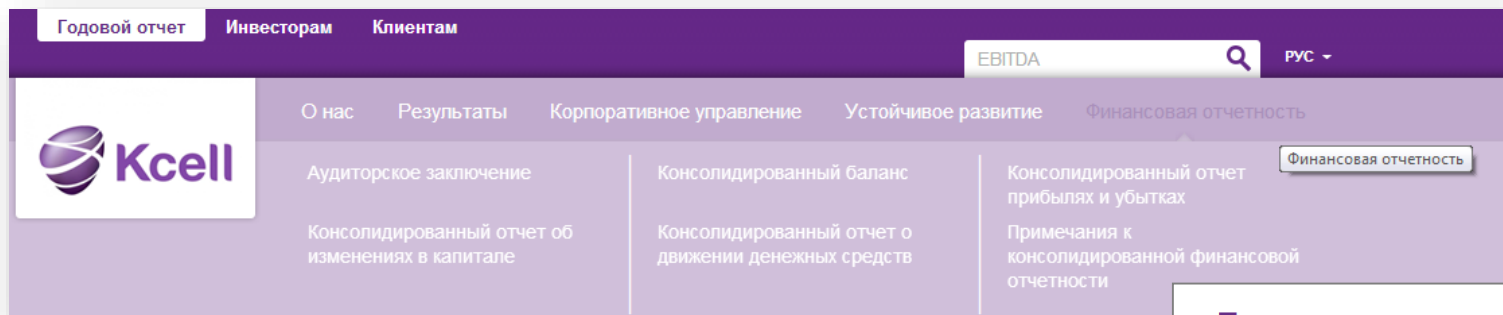 Годовой отчет Инвесторам Клиентам
EBITDA РУС
Kcell
О нас Результаты Корпоративное управление Устойчивое развитие Финансовая отчетность
Финансовая отчетность
Аудиторское заключение
Консолидированный баланс
Консолидированный отчет
прибылях и убытках
Консолидированный отчет об
изменениях в капитале
Консолидированный отчет о
движении денежных средств
Примечания к
консолидированной финансовой
отчетности